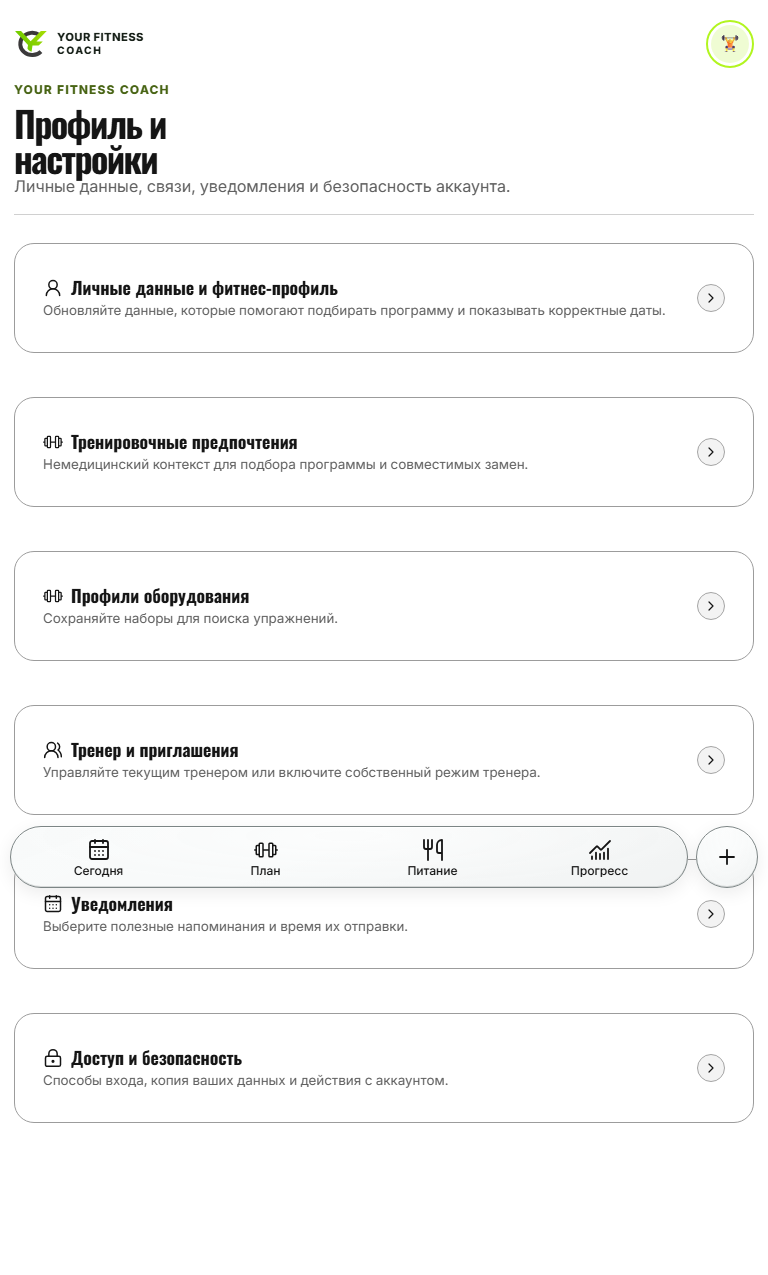 YOUR FITNESS
COACH
YOUR FITNESS COACH
Профиль и
настройки
Личные данные, связи, уведомления и безопасность аккаунта.
Личные данные и фитнес-профиль
Обновляйте данные, которые помогают подбирать программу и показывать корректные даты.
Тренировочные предпочтения
Немедицинский контекст для подбора программы и совместимых замен.
Профили оборудования
Сохраняйте наборы для поиска упражнений.
Тренер и приглашения
Управляйте текущим тренером или включите собственный режим тренера.
Сегодня
План
Питание
Прогресс
Уведомления
Выберите полезные напоминания и время их отправки.
Доступ и безопасность
Способы входа, копия ваших данных и действия с аккаунтом.